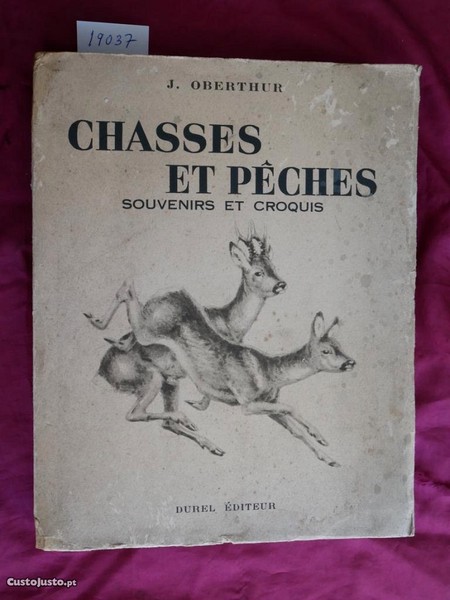 19037
J. OBERTHUR
CHASSES
ET PÊCHES
SOUVENIRS ET CROQUIS
DUREL ÉDITEUR
CustoJusto.pt